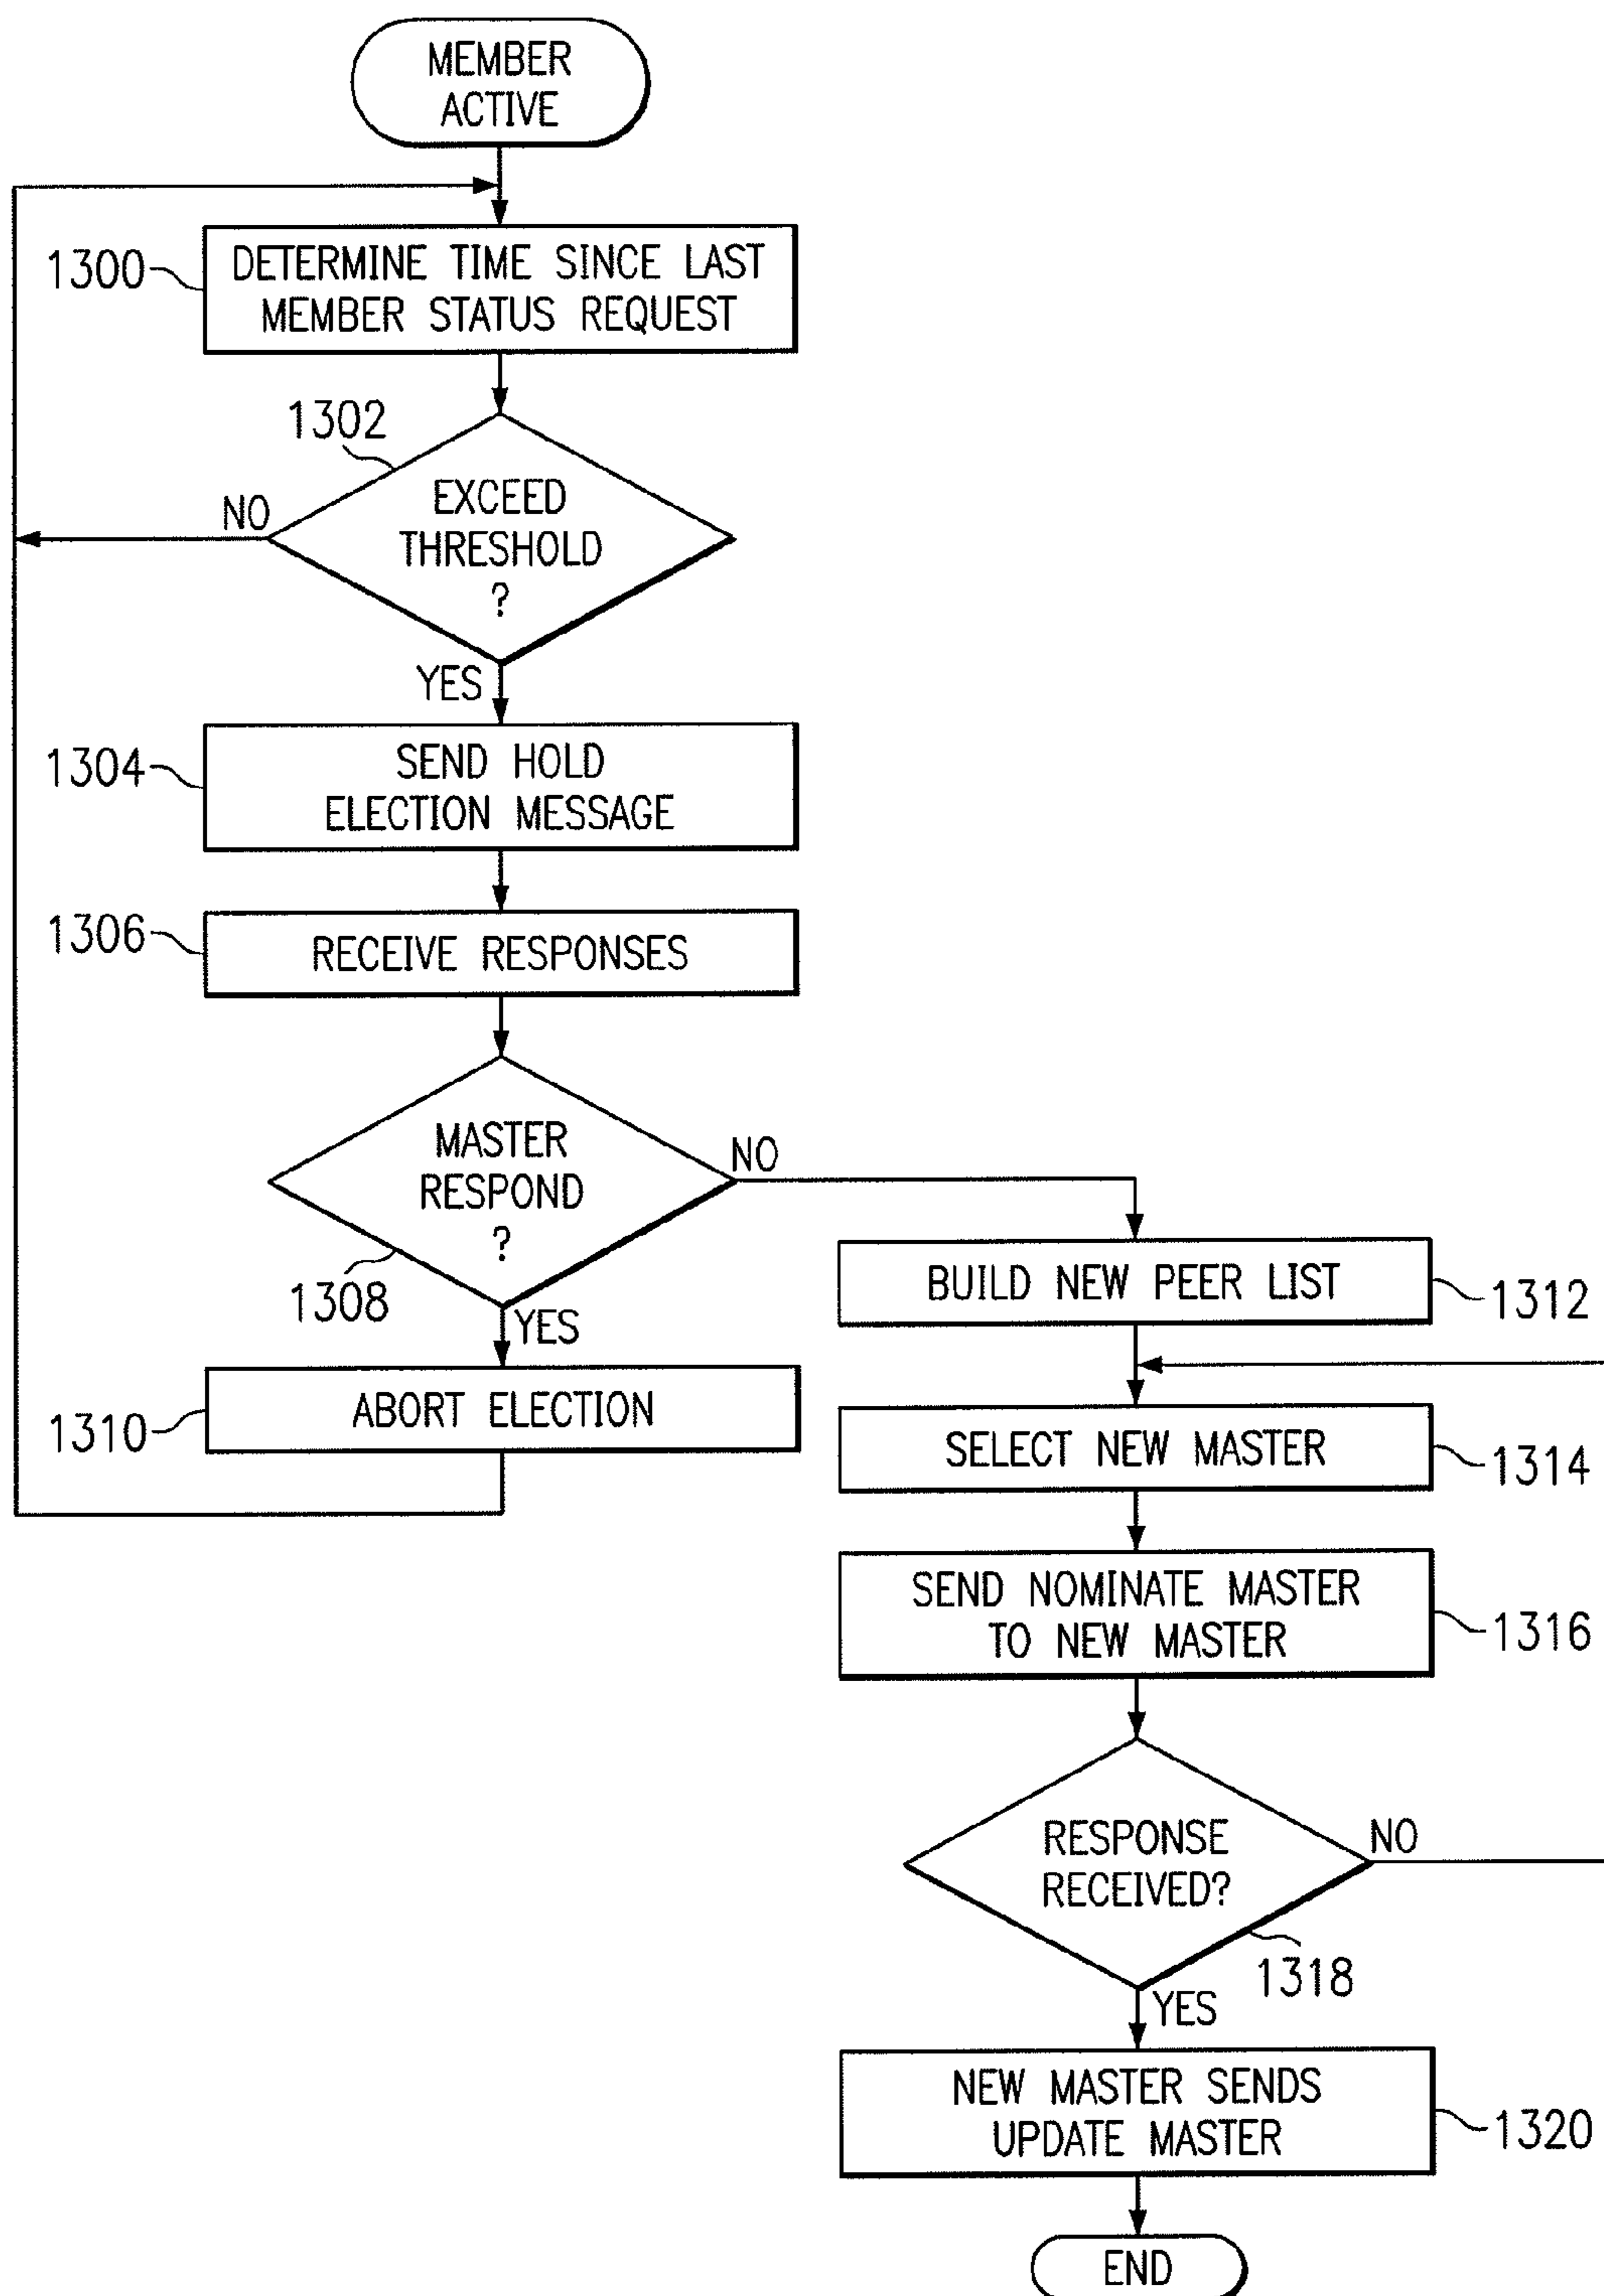 MEMBER
ACTIVE
1300
DETERMINE TIME SINCE LAST
MEMBER STATUS REQUEST
1302
NO
EXCEED
THRESHOLD
?
YES
1304
SEND HOLD
ELECTION MESSAGE
1306
RECEIVE RESPONSES
MASTER
RESPOND
?
NO
1308
YES
1310
ABORT ELECTION
BUILD NEW PEER LIST
1312
SELECT NEW MASTER
1314
SEND NOMINATE MASTER
TO NEW MASTER
1316
RESPONSE
RECEIVED?
NO
1318
YES
NEW MASTER SENDS
UPDATE MASTER
1320
END